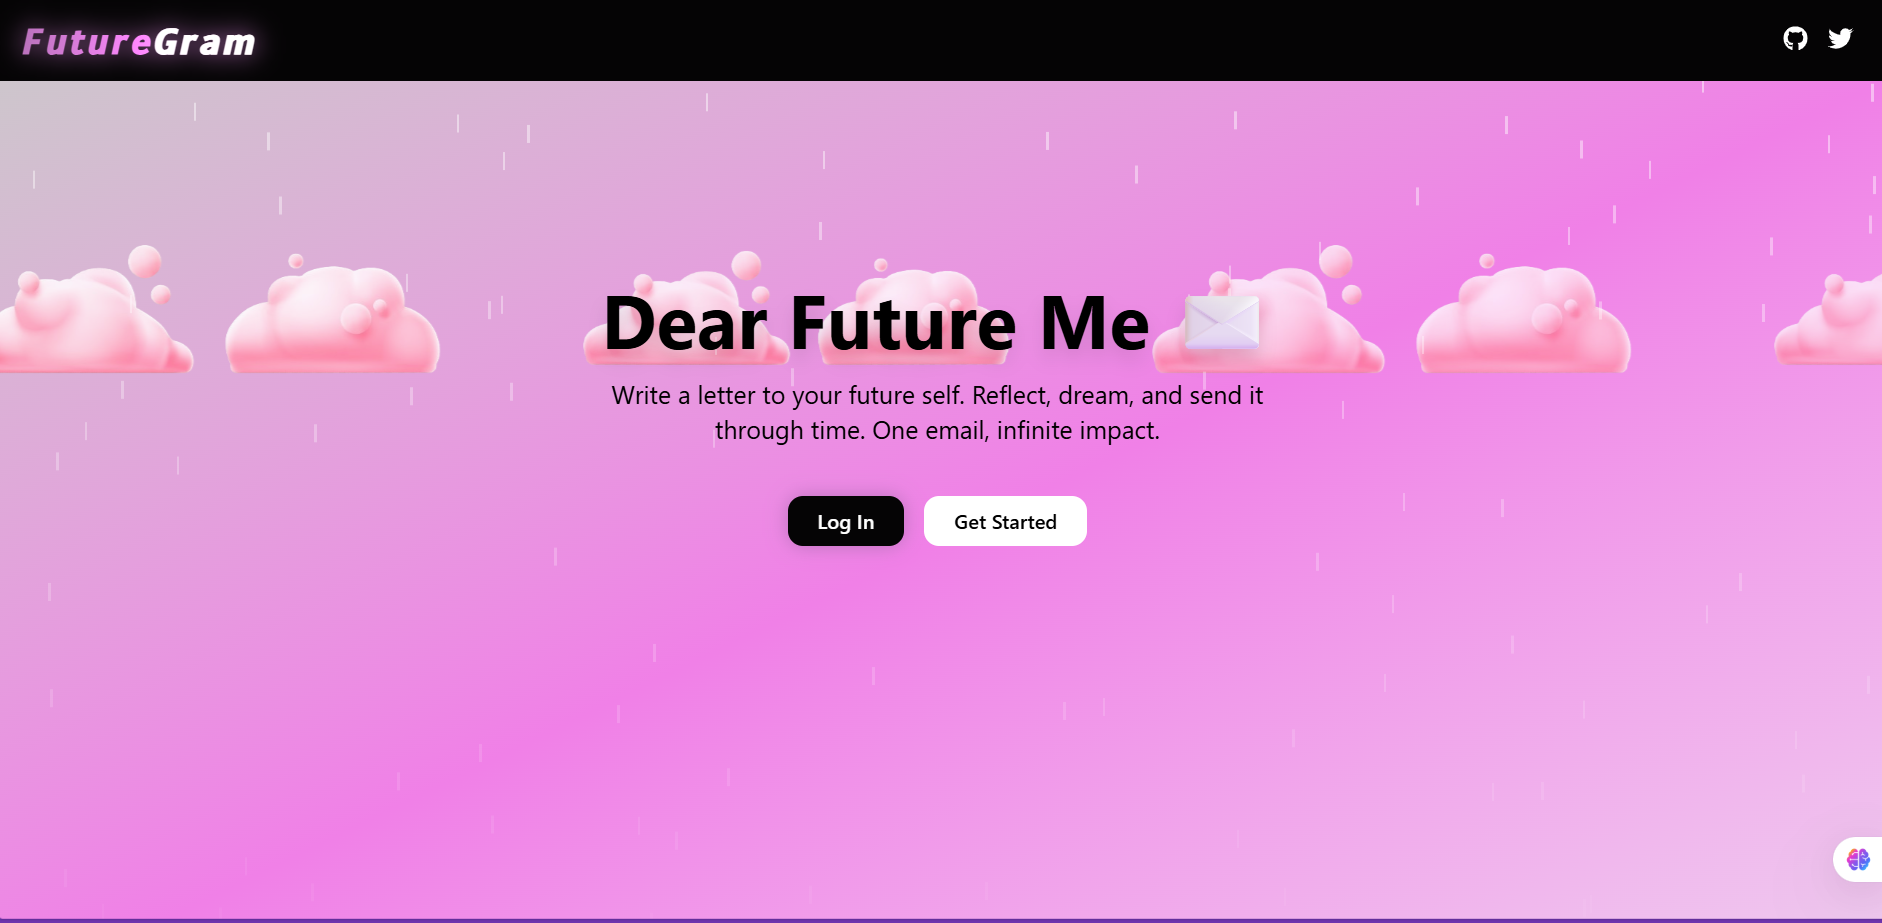 FutureGram
Dear Future Me
Write a letter to your future self. Reflect, dream, and send it
through time. One email, infinite impact.
Log In
Get Started